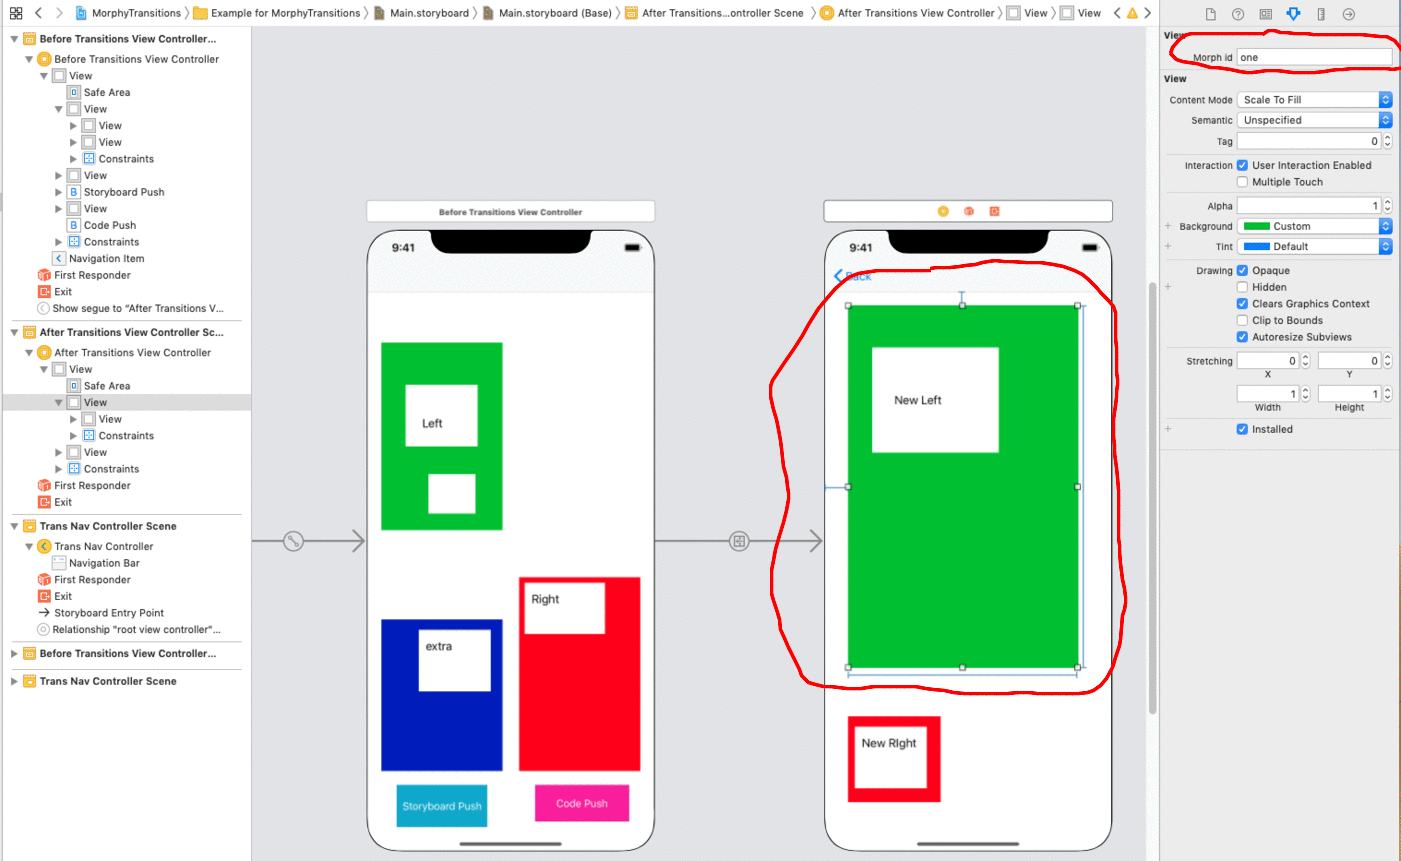 MorphyTransitions
Example for MorphyTransitions
Main.storyboard
Main.storyboard (Base)
After Transitions...ontroller Scene
After Transitions View Controller
View
View
Before Transitions View Controller...
Before Transitions View Controller
View
Safe Area
View
View
View
Constraints
View
Storyboard Push
View
Code Push
Constraints
Navigation Item
First Responder
Exit
Show segue to “After Transitions V...
After Transitions View Controller Sc...
After Transitions View Controller
View
Safe Area
View
View
Constraints
View
Constraints
First Responder
Exit
Trans Nav Controller Scene
Trans Nav Controller
Navigation Bar
First Responder
Exit
Storyboard Entry Point
Relationship "root view controller"...
Before Transitions View Controller...
Trans Nav Controller Scene
Before Transitions View Controller
9:41
Left
Right
extra
Storyboard Push
Code Push
9:41
Back
New Left
New RIght
View
Morph Id one
View
Content Mode Scale To Fill
Semantic Unspecified
Tag 0
Interaction User Interaction Enabled
Multiple Touch
Alpha 1
Background Custom
Tint Default
Drawing Opaque
Hidden
Clears Graphics Context
Clip to Bounds
Autoresize Subviews
Stretching 0 0
X Y
1 1
Width Height
Installed